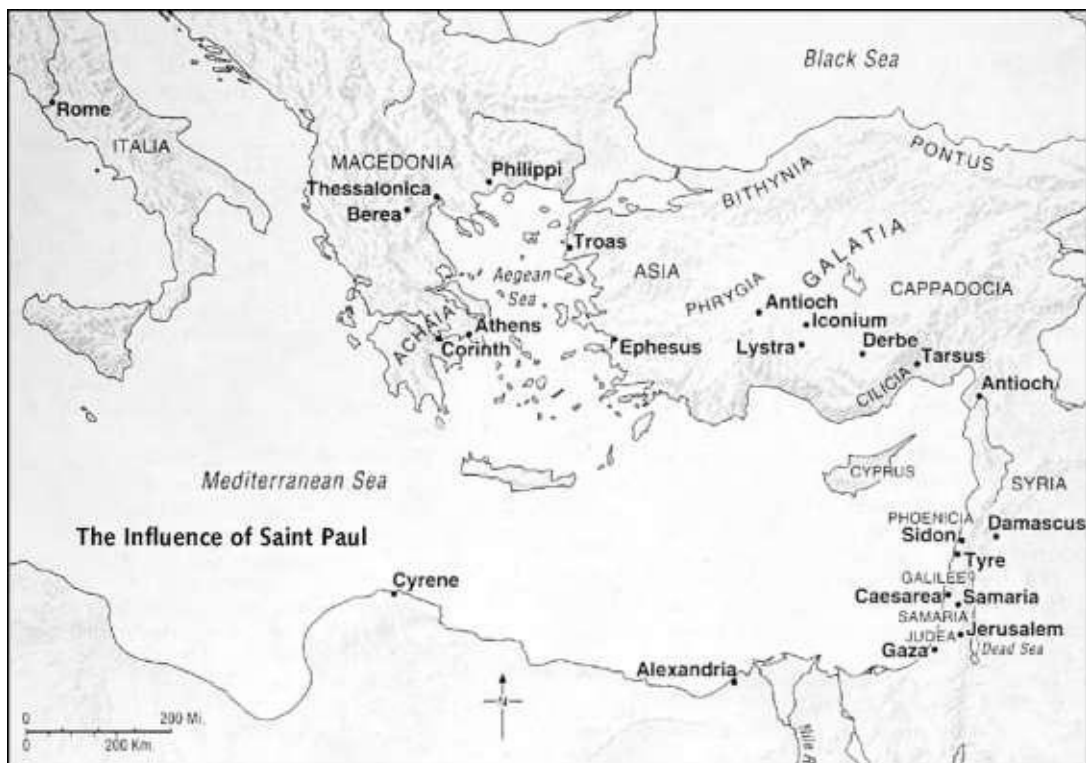 Black Sea
Rome
ITALIA
MACEDONIA
Philippi
Thessalonica
Berea
BITHYNIA
PONTUS
Troas
Aegean
Sea
ASIA
PHRYGIA
GALATIA
CAPPADOCIA
Antioch
Iconium
ACHAIA
Athens
Corinth
Ephesus
Lystra
Derbe
Tarsus
CILICIA
Antioch
Mediterranean Sea
CYPRUS
SYRIA
The Influence of Saint Paul
PHOENICIA
Damascus
Sidon
Tyre
Cyrene
GALILEE
Caesarea
Samaria
SAMARIA
JUDEA
Jerusalem
Gaza
Dead Sea
Alexandria
N
Nile R
0 200 Mi.
0 200 Km.